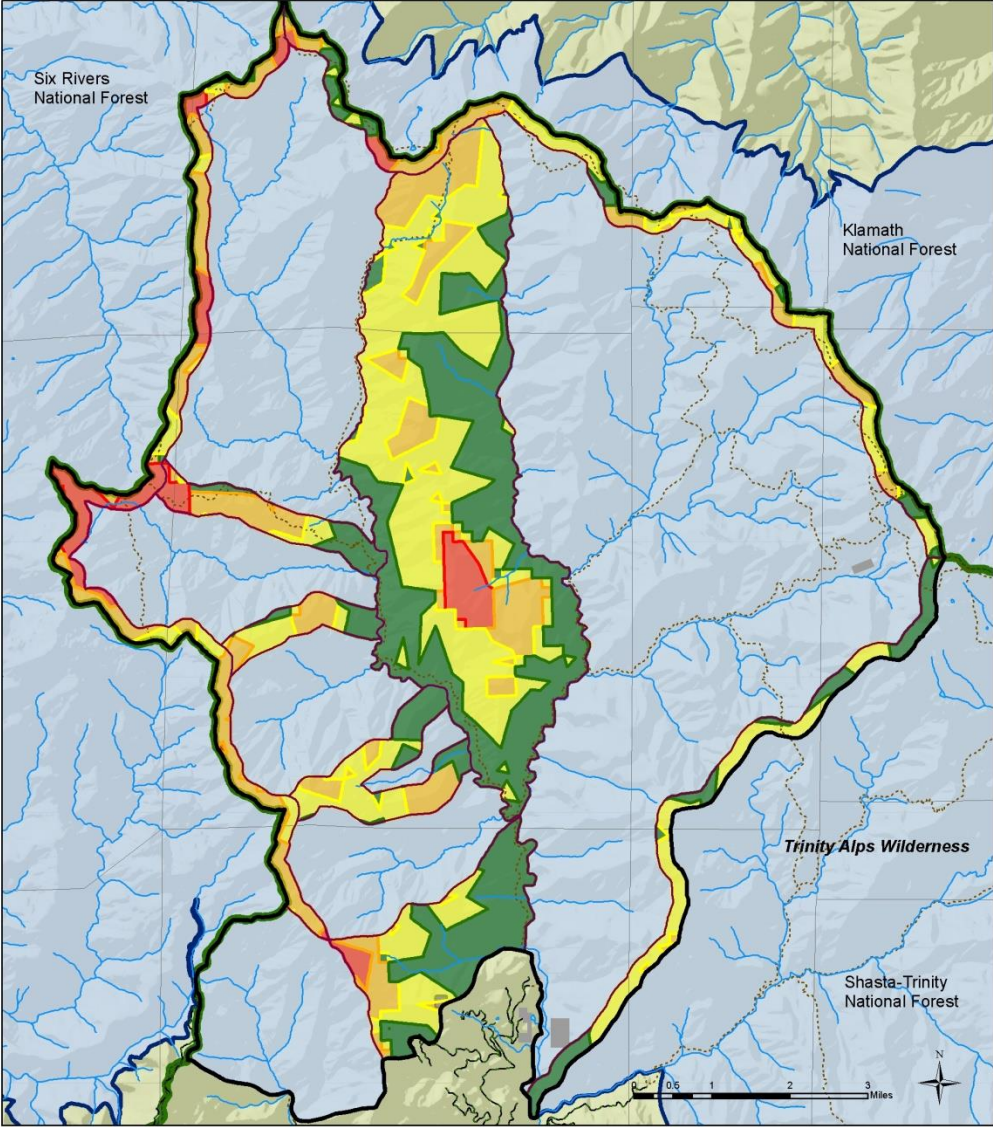 Six Rivers
National Forest
Klamath
National Forest
Trinity Alps Wilderness
Shasta-Trinity
National Forest
N
0 0.5 1 2 3
Miles